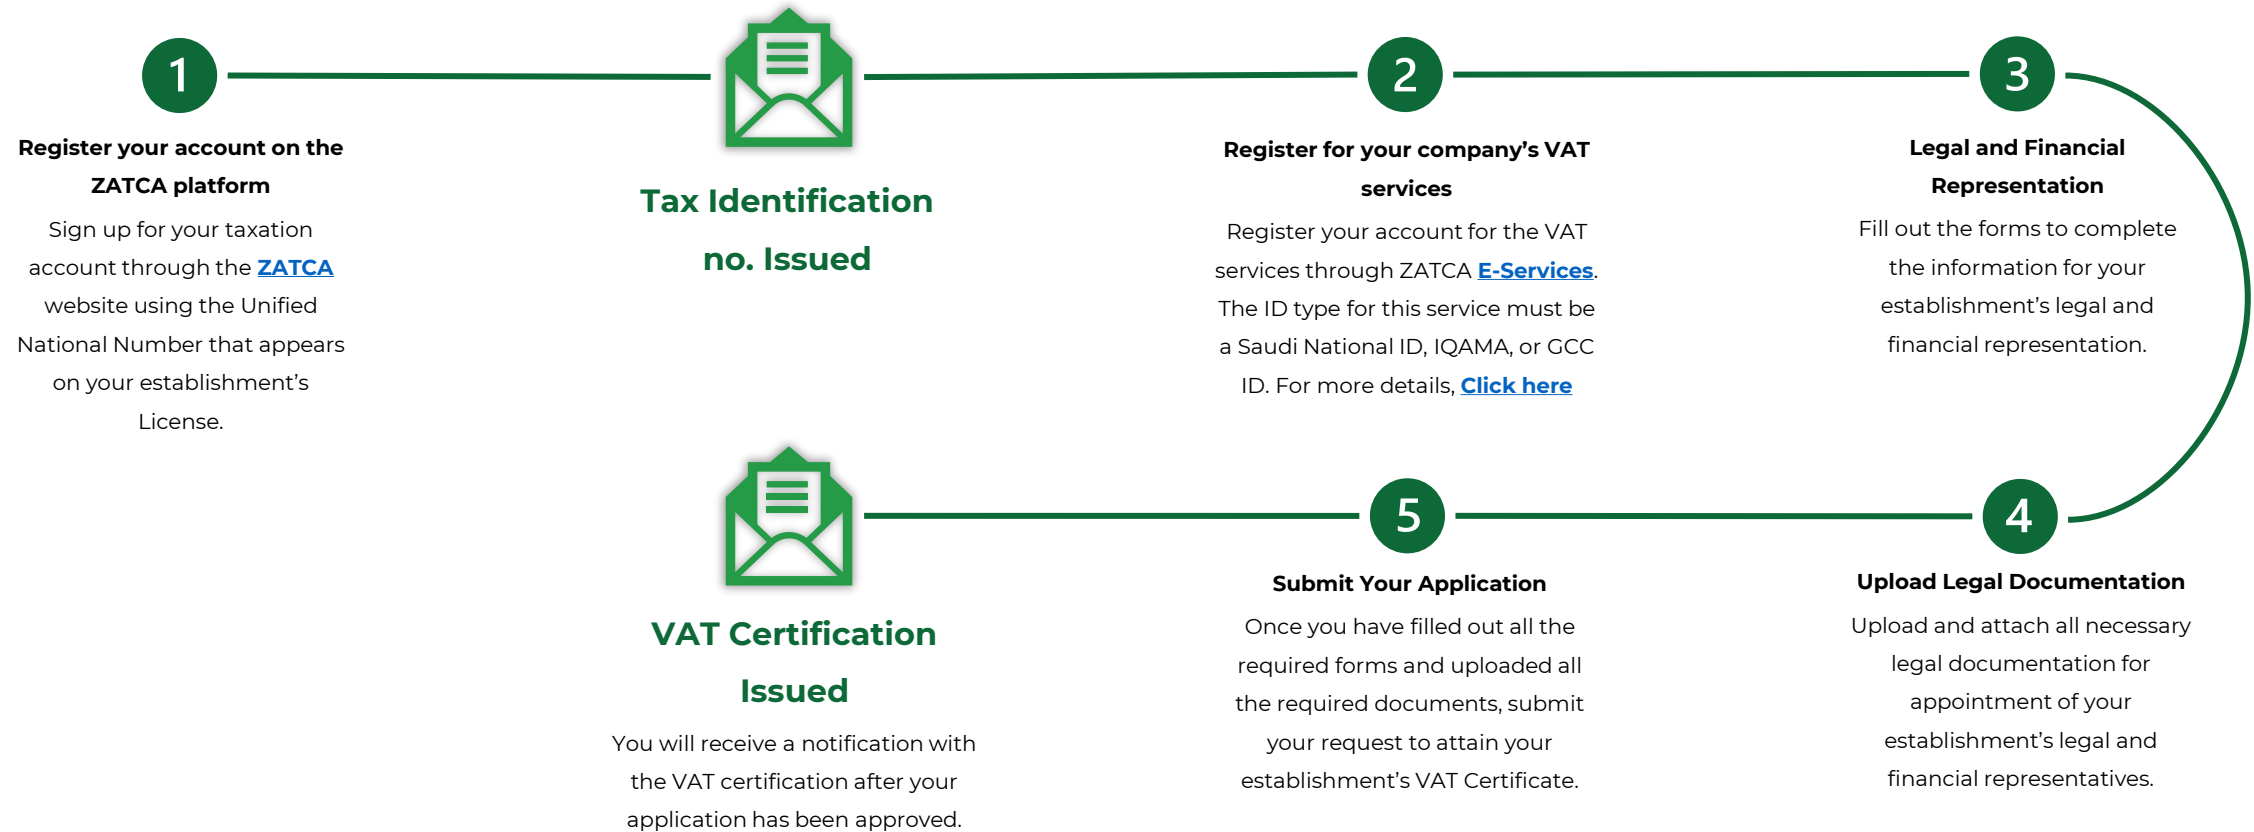 1
Register your account on the
ZATCA platform
Sign up for your taxation
account through the ZATCA
website using the Unified
National Number that appears
on your establishment’s
License.
Tax Identification
no. Issued
2
Register for your company’s VAT
services
Register your account for the VAT
services through ZATCA E-Services.
The ID type for this service must be
a Saudi National ID, IQAMA, or GCC
ID. For more details, Click here
3
Legal and Financial
Representation
Fill out the forms to complete
the information for your
establishment’s legal and
financial representation.
4
Upload Legal Documentation
Upload and attach all necessary
legal documentation for
appointment of your
establishment’s legal and
financial representatives.
5
Submit Your Application
Once you have filled out all the
required forms and uploaded all
the required documents, submit
your request to attain your
establishment’s VAT Certificate.
VAT Certification
Issued
You will receive a notification with
the VAT certification after your
application has been approved.